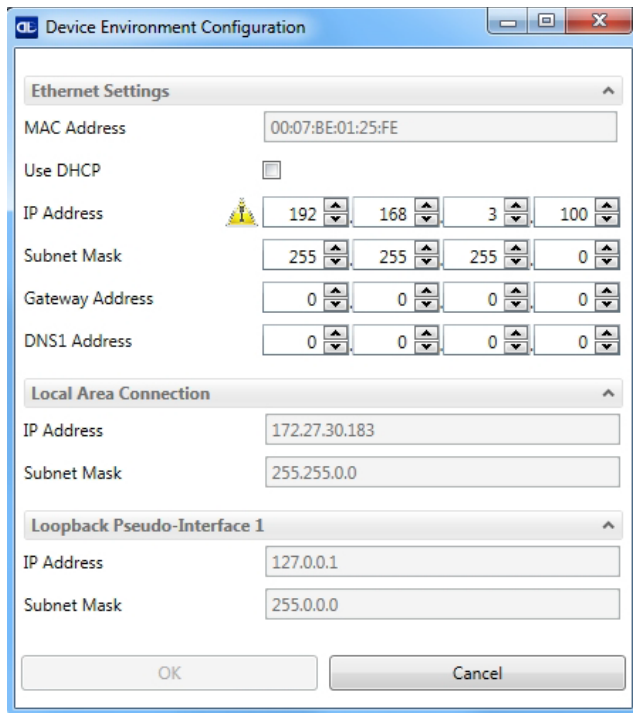 DL Device Environment Configuration
Ethernet Settings
MAC Address 00:07:BE:01:25:FE
Use DHCP
IP Address 192 . 168 . 3 . 100
Subnet Mask 255 . 255 . 255 . 0
Gateway Address 0 . 0 . 0 . 0
DNS1 Address 0 . 0 . 0 . 0
Local Area Connection
IP Address 172.27.30.183
Subnet Mask 255.255.0.0
Loopback Pseudo-Interface 1
IP Address 127.0.0.1
Subnet Mask 255.0.0.0
OK Cancel